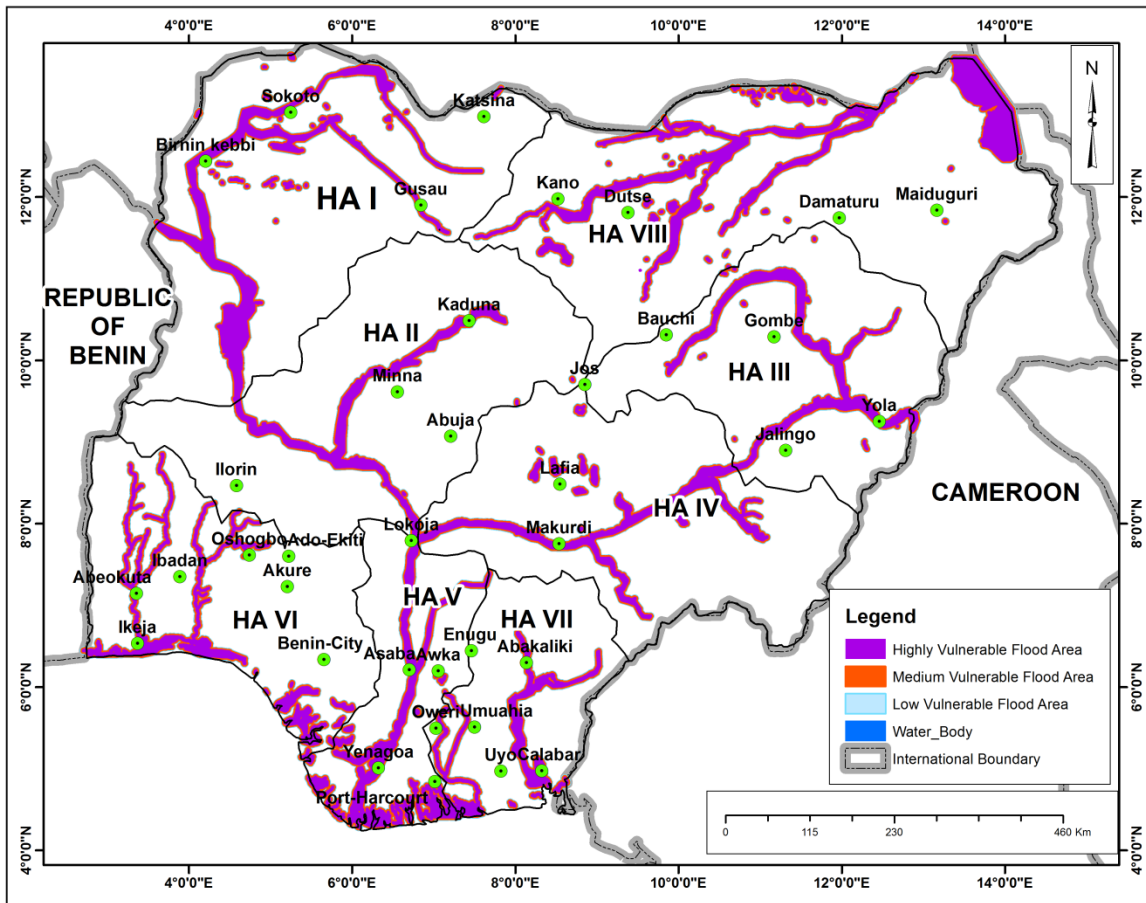 4°0'0"E
6°0'0"E
8°0'0"E
10°0'0"E
12°0'0"E
14°0'0"E
N
Sokoto
Katsina
Birnin kebbi
HA I
Gusau
Kano
Dutse
HA VIII
Damaturu
Maiduguri
12°0'0"N
12°0'0"N
REPUBLIC
OF
BENIN
Kaduna
HA II
Minna
Abuja
Jos
Bauchi
Gombe
HA III
Yola
Jalingo
10°0'0"N
10°0'0"N
Ilorin
Lafia
CAMEROON
HA IV
Makurdi
Lokoja
8°0'0"N
8°0'0"N
Oshogbo
Ado-Ekiti
Ibadan
Akure
Abeokuta
HA VI
HA V
HA VII
Ikeja
Benin-City
Enugu
Abakaliki
Asaba
Awka
6°0'0"N
6°0'0"N
Oweri
Umuahia
Yenagoa
Uyo
Calabar
Port-Harcourt
4°0'0"N
4°0'0"N
Legend
Highly Vulnerable Flood Area
Medium Vulnerable Flood Area
Low Vulnerable Flood Area
Water_Body
International Boundary
0
115
230
460 Km
4°0'0"E
6°0'0"E
8°0'0"E
10°0'0"E
12°0'0"E
14°0'0"E